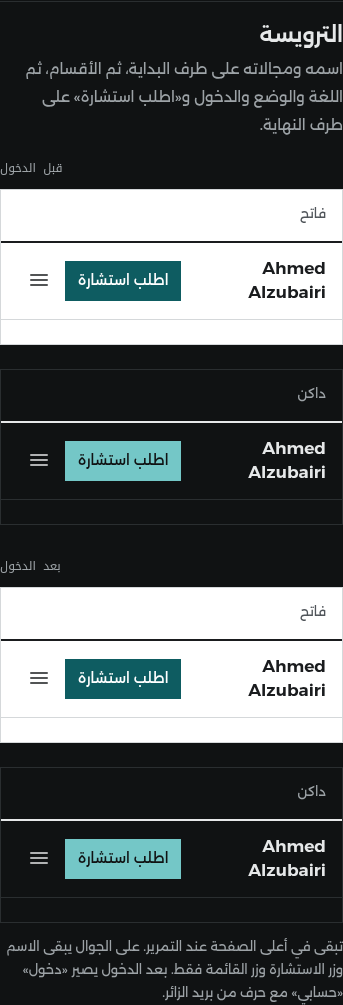 الترويسة
اسمه ومجالاته على طرف البداية، ثم الأقسام، ثم
اللغة والوضع والدخول و«اطلب استشارة» على
طرف النهاية.
قبل الدخول
فاتح
Ahmed
Alzubairi
اطلب استشارة
داكن
Ahmed
Alzubairi
اطلب استشارة
بعد الدخول
فاتح
Ahmed
Alzubairi
اطلب استشارة
داكن
Ahmed
Alzubairi
اطلب استشارة
تبقى في أعلى الصفحة عند التمرير. على الجوال يبقى الاسم
وزر الاستشارة وزر القائمة فقط. بعد الدخول يصير «دخول»
«حسابي» مع حرف من بريد الزائر.